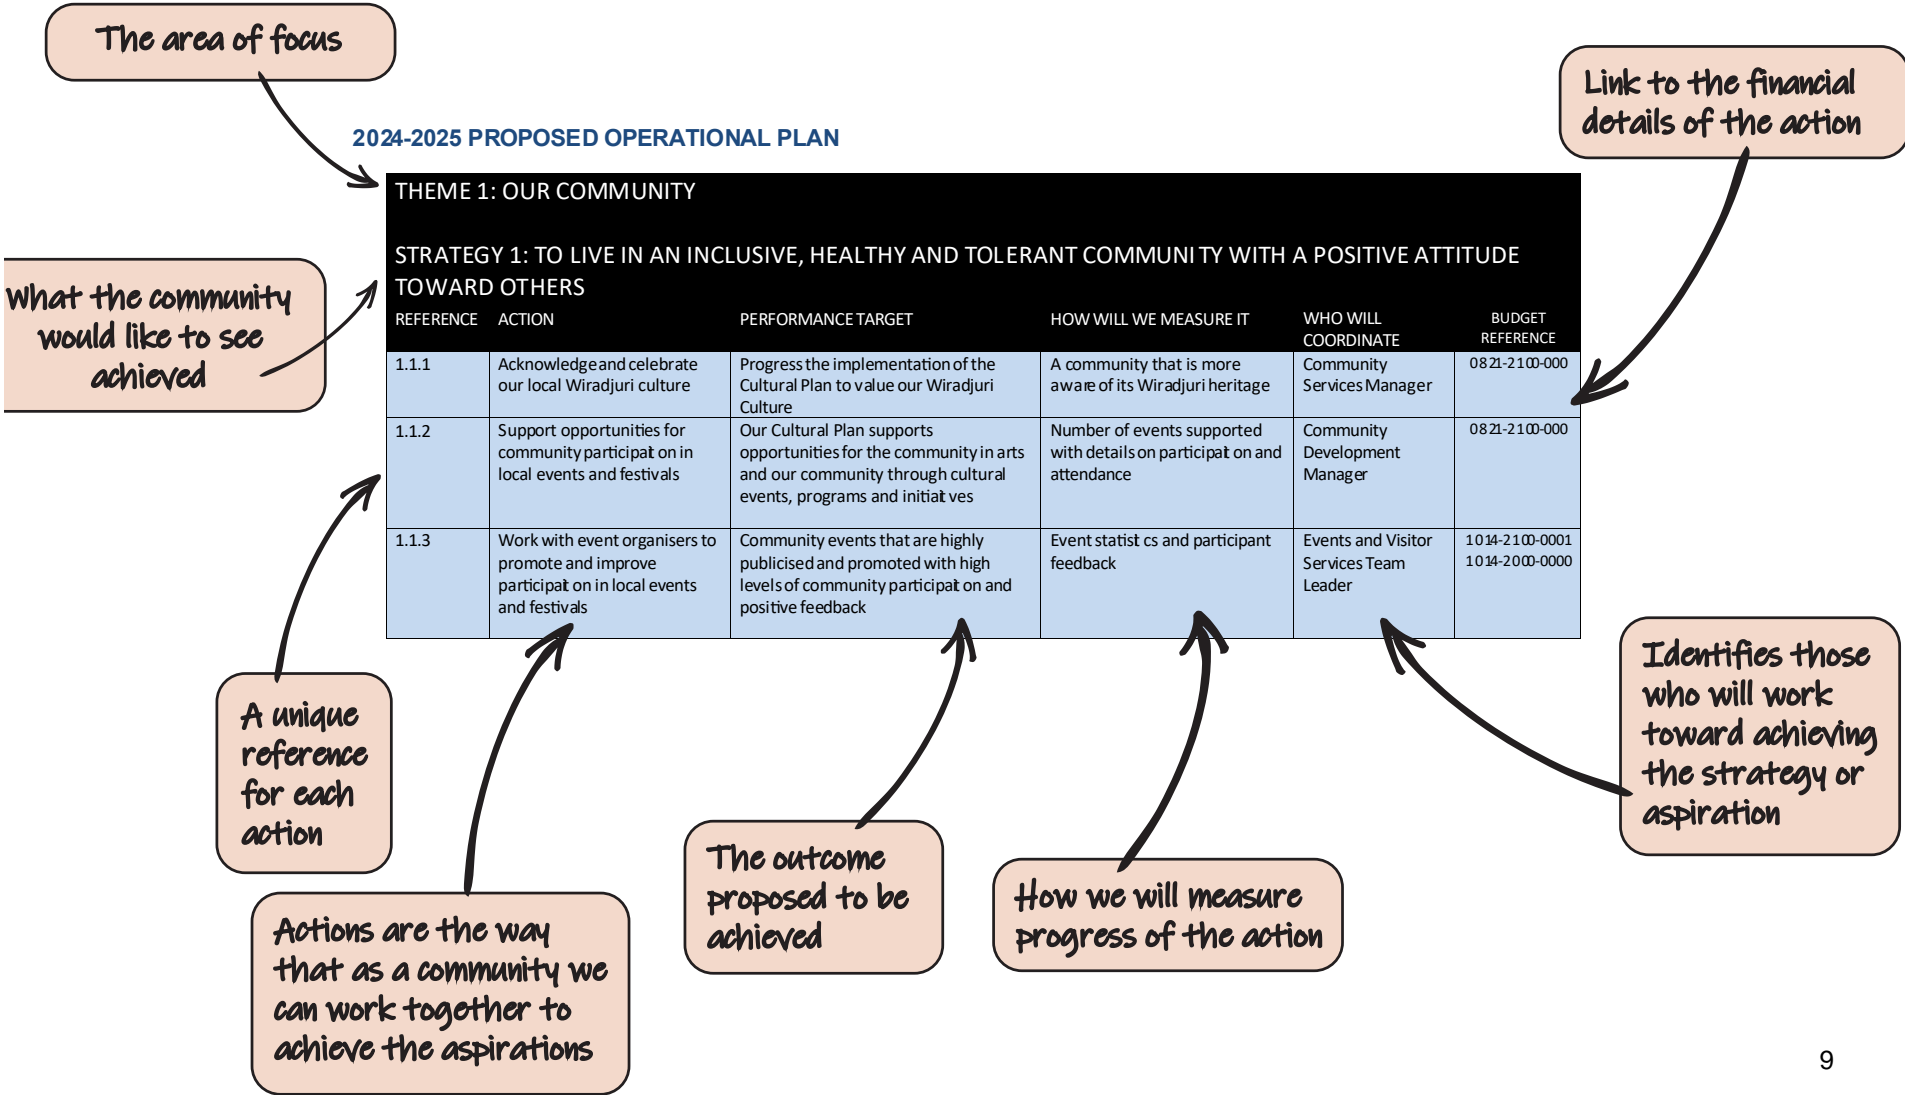 The area of focus
Link to the financial
details of the action
2024-2025 PROPOSED OPERATIONAL PLAN
THEME 1: OUR COMMUNITY
STRATEGY 1: TO LIVE IN AN INCLUSIVE, HEALTHY AND TOLERANT COMMUNITY WITH A POSITIVE ATTITUDE
TOWARD OTHERS
What the community
would like to see
achieved
REFERENCE
ACTION
PERFORMANCE TARGET
HOW WILL WE MEASURE IT
WHO WILL
COORDINATE
BUDGET
REFERENCE
1.1.1
Acknowledge and celebrate
our local Wiradjuri culture
Progress the implementation of the
Cultural Plan to value our Wiradjuri
Culture
A community that is more
aware of its Wiradjuri heritage
Community
Services Manager
0821-2100-000
1.1.2
Support opportunities for
community participation in
local events and festivals
Our Cultural Plan supports
opportunities for the community in arts
and our community through cultural
events, programs and initiatives
Number of events supported
with details on participation and
attendance
Community
Development
Manager
0821-2100-000
1.1.3
Work with event organisers to
promote and improve
participation in local events
and festivals
Community events that are highly
publicised and promoted with high
levels of community participation and
positive feedback
Event statistics and participant
feedback
Events and Visitor
Services Team
Leader
1014-2100-0001
1014-2000-0000
A unique
reference
for each
action
Actions are the way
that as a community we
can work together to
achieve the aspirations
The outcome
proposed to be
achieved
How we will measure
progress of the action
Identifies those
who will work
toward achieving
the strategy or
aspiration
9